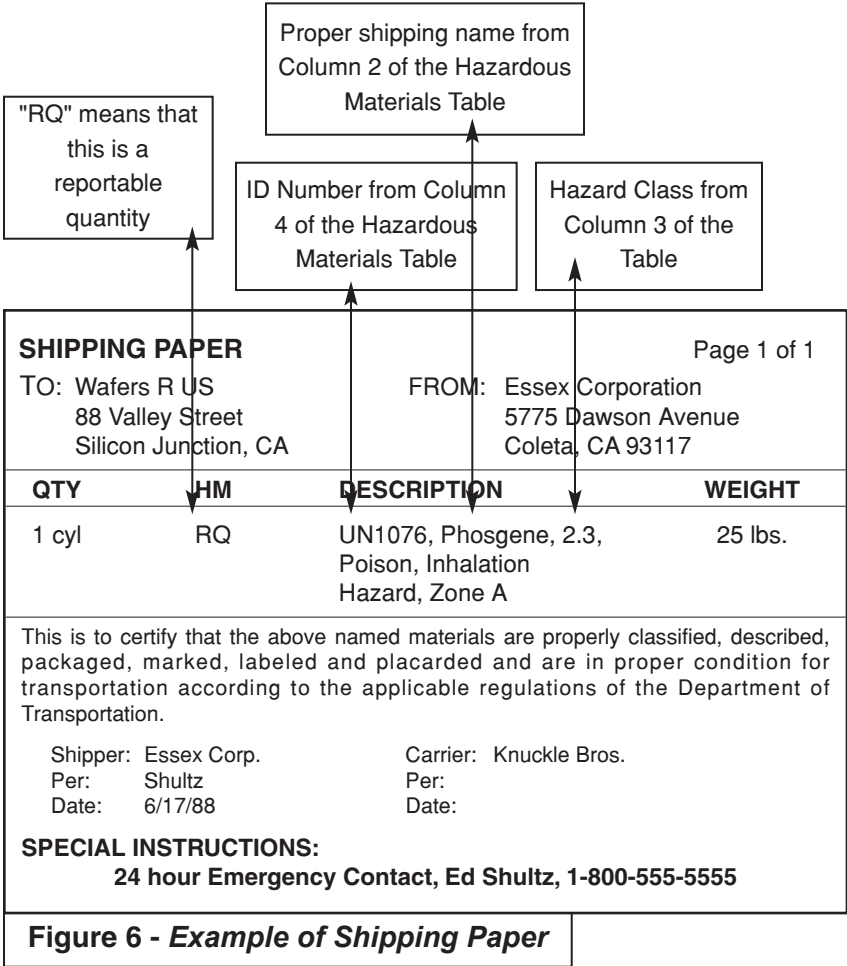 Proper shipping name from
Column 2 of the Hazardous
Materials Table
"RQ" means that
this is a
reportable
quantity
ID Number from Column
4 of the Hazardous
Materials Table
Hazard Class from
Column 3 of the
Table
SHIPPING PAPER Page 1 of 1
TO: Wafers R US FROM: Essex Corporation
88 Valley Street 5775 Dawson Avenue
Silicon Junction, CA Coleta, CA 93117
QTY HM DESCRIPTION WEIGHT
1 cyl RQ UN1076, Phosgene, 2.3, 25 lbs.
Poison, Inhalation
Hazard, Zone A
This is to certify that the above named materials are properly classified, described,
packaged, marked, labeled and placarded and are in proper condition for
transportation according to the applicable regulations of the Department of
Transportation.
Shipper: Essex Corp. Carrier: Knuckle Bros.
Per: Shultz Per:
Date: 6/17/88 Date:
SPECIAL INSTRUCTIONS:
24 hour Emergency Contact, Ed Shultz, 1-800-555-5555
Figure 6 - Example of Shipping Paper